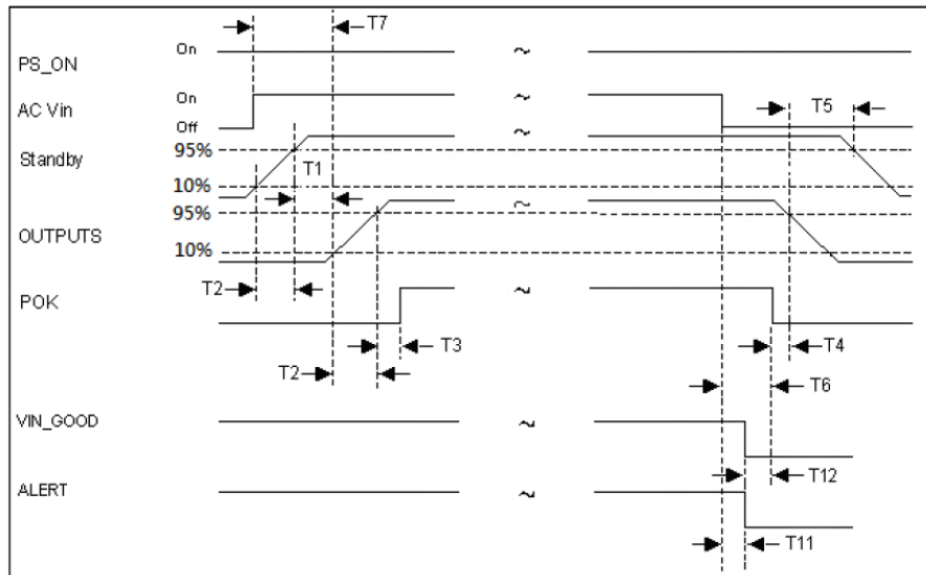 T7
On
PS_ON
On
AC Vin
T5
Off
95%
Standby
T1
10%
95%
OUTPUTS
10%
T2
POK
T3
T4
T2
T6
VIN_GOOD
T12
ALERT
T11